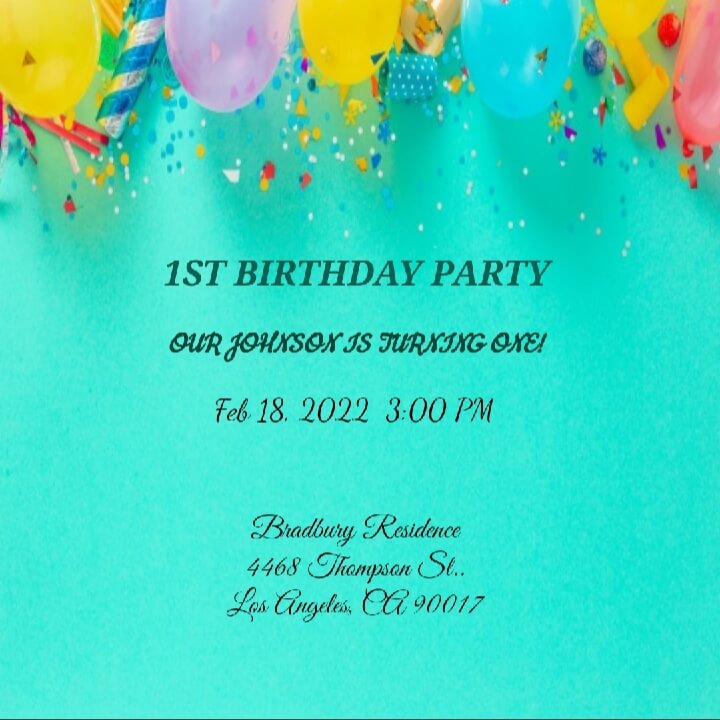 1ST BIRTHDAY PARTY
OUR JOHNSON IS TURNING ONE!
Feb 18. 2022 3:00 PM
Bradbury Residence
4468 Thompson St..
Los Angeles, CA 90017